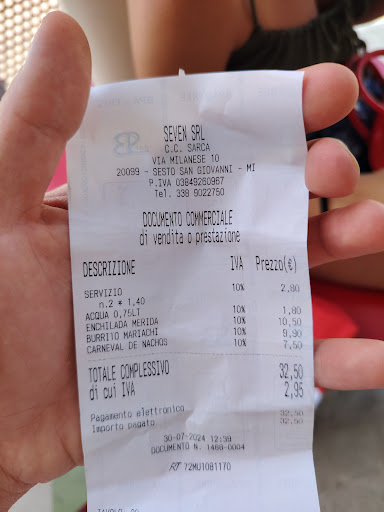 SEVEN SRL
C.C. SARCA
VIA MILANESE 10
20099 - SESTO SAN GIOVANNI - MI
P.IVA 03849260967
Tel. 338 9022750
DOCUMENTO COMMERCIALE
di vendita o prestazione
DESCRIZIONE IVA Prezzo(€)
SERVIZIO 10% 2,80
n.2 * 1,40
ACQUA 0,75LT 10% 1,80
ENCHILADA MERIDA 10% 10,50
BURRITO MARIACHI 10% 9,90
CARNEVAL DE NACHOS 10% 7,50
TOTALE COMPLESSIVO 32,50
di cui IVA 2,95
Pagamento elettronico 32,50
Importo pagato 32,50
30-07-2024 12:39
DOCUMENTO N. 1466-0004
RT 72MU1081170